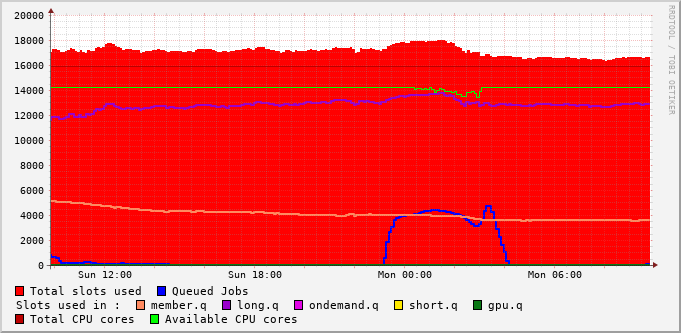 20000
18000
16000
14000
12000
10000
8000
6000
4000
2000
0
Sun 12:00 Sun 18:00 Mon 00:00 Mon 06:00
RRDTOOL / TOBI OETIKER
Total slots used Queued Jobs
Slots used in : member.q long.q ondemand.q short.q gpu.q
Total CPU cores Available CPU cores